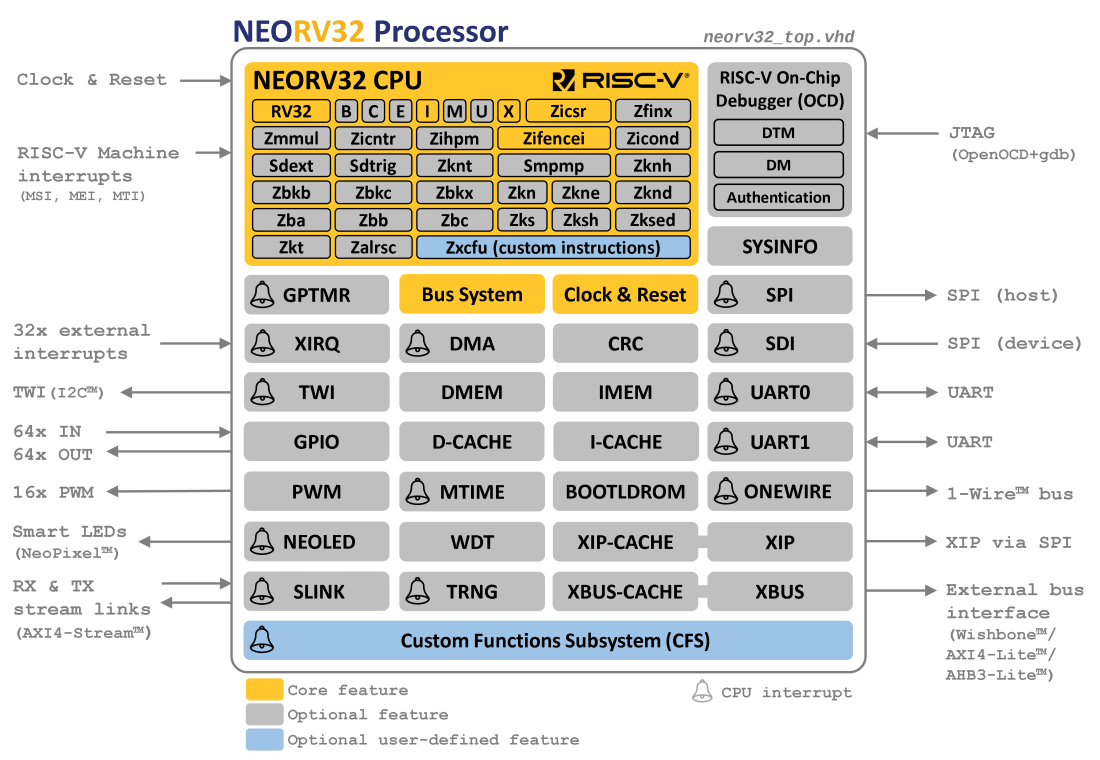 NEORV32 Processor
neorv32_top.vhd
Clock & Reset
RISC-V Machine
interrupts
(MSI, MEI, MTI)
32x external
interrupts
TWI(I2C™)
64x IN
64x OUT
16x PWM
Smart LEDs
(NeoPixel™)
RX & TX
stream links
(AXI4-Stream™)
NEORV32 CPU
RISC-V®
RV32 B C E I M U X Zicsr Zfinx
Zmmul Zicntr Zihpm Zifencei Zicond
Sdext Sdtrig Zknt Smpmp Zknh
Zbkb Zbkc Zbkx Zkn Zkne Zknd
Zba Zbb Zbc Zks Zksh Zksed
Zkt Zalrsc Zxcfu (custom instructions)
RISC-V On-Chip
Debugger (OCD)
DTM
DM
Authentication
SYSINFO
GPTMR Bus System Clock & Reset SPI
XIRQ DMA CRC SDI
TWI DMEM IMEM UART0
GPIO D-CACHE I-CACHE UART1
PWM MTIME BOOTLDROM ONEWIRE
NEOLED WDT XIP-CACHE XIP
SLINK TRNG XBUS-CACHE XBUS
Custom Functions Subsystem (CFS)
JTAG
(OpenOCD+gdb)
SPI (host)
SPI (device)
UART
UART
1-Wire™ bus
XIP via SPI
External bus
interface
(Wishbone™/
AXI4-Lite™/
AHB3-Lite™)
Core feature
Optional feature
Optional user-defined feature
CPU interrupt